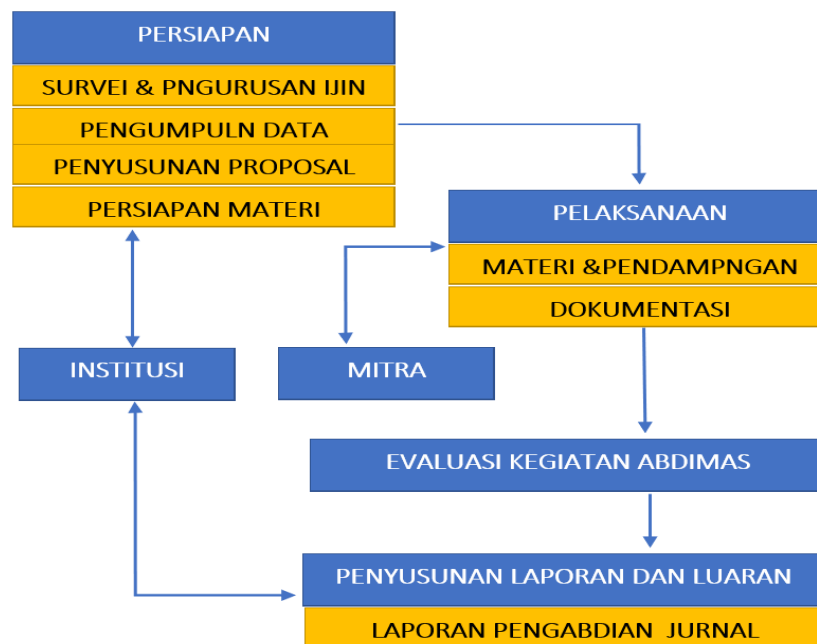 PERSIAPAN
SURVEI & PNGURUSAN IJIN
PENGUMPULN DATA
PENYUSUNAN PROPOSAL
PERSIAPAN MATERI
PELAKSANAAN
MATERI &PENDAMPNGAN
DOKUMENTASI
INSTITUSI
MITRA
EVALUASI KEGIATAN ABDIMAS
PENYUSUNAN LAPORAN DAN LUARAN
LAPORAN PENGABDIAN JURNAL